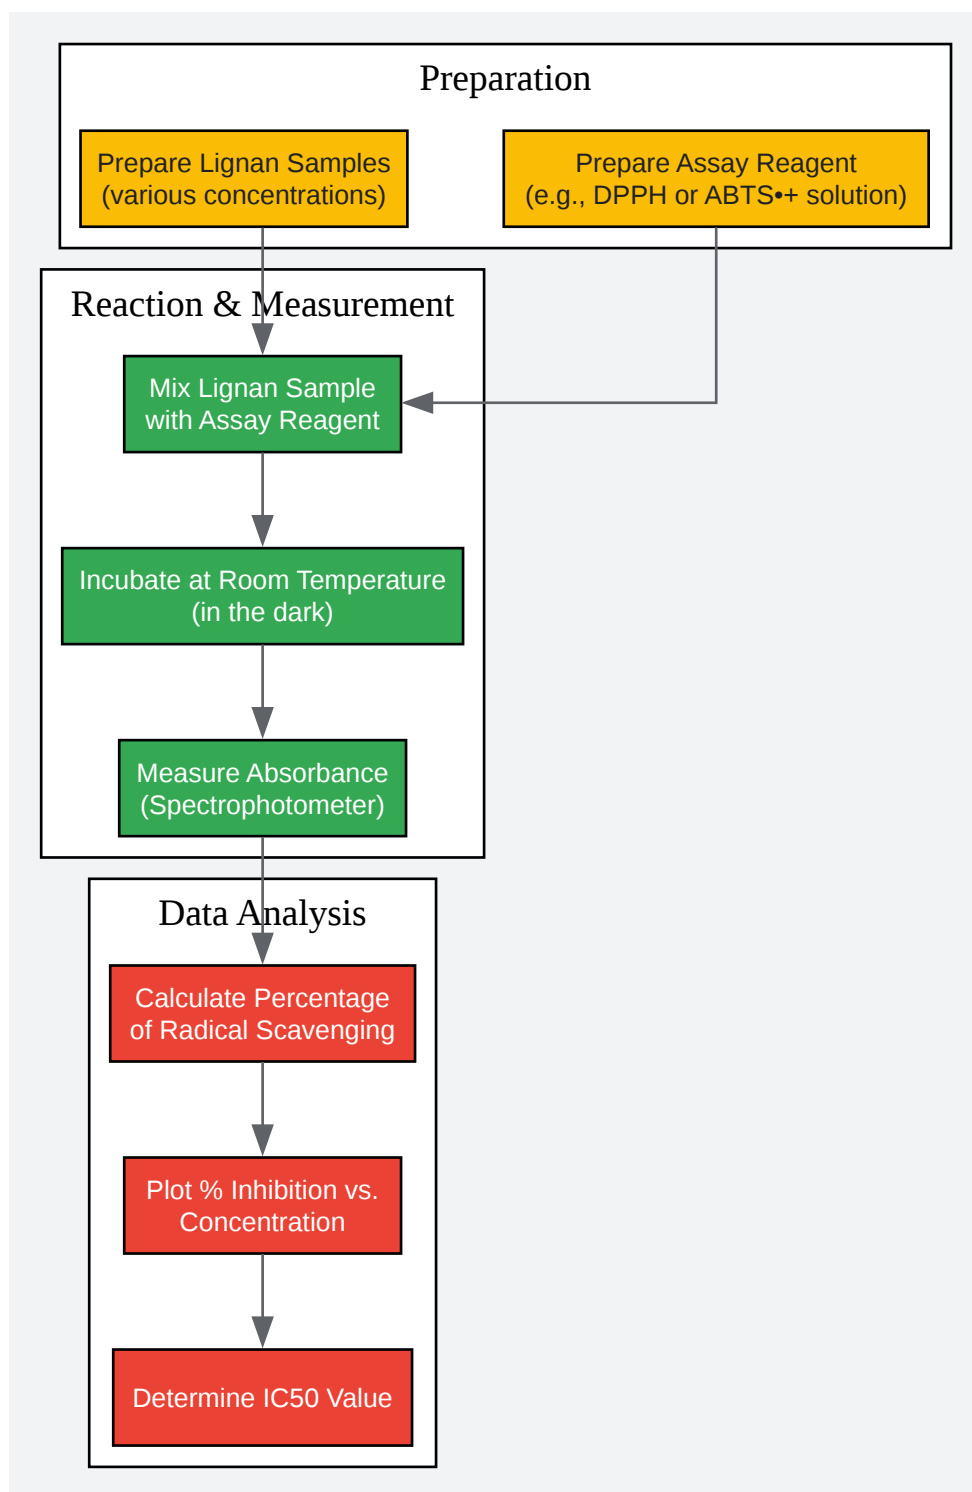 Preparation
Prepare Lignan Samples
(various concentrations)
Prepare Assay Reagent
(e.g., DPPH or ABTS•+ solution)
Reaction & Measurement
Mix Lignan Sample
with Assay Reagent
Incubate at Room Temperature
(in the dark)
Measure Absorbance
(Spectrophotometer)
Data Analysis
Calculate Percentage
of Radical Scavenging
Plot % Inhibition vs.
Concentration
Determine IC50 Value